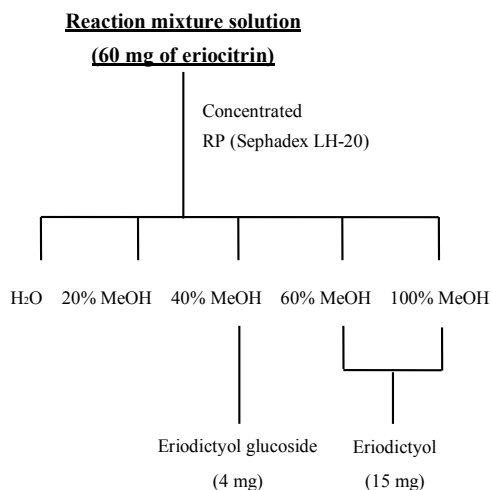 Reaction mixture solution
(60 mg of eriocitrin)
Concentrated
RP (Sephadex LH-20)
H₂O 20% MeOH 40% MeOH 60% MeOH 100% MeOH
Eriodictyol glucoside Eriodictyol
(4 mg) (15 mg)